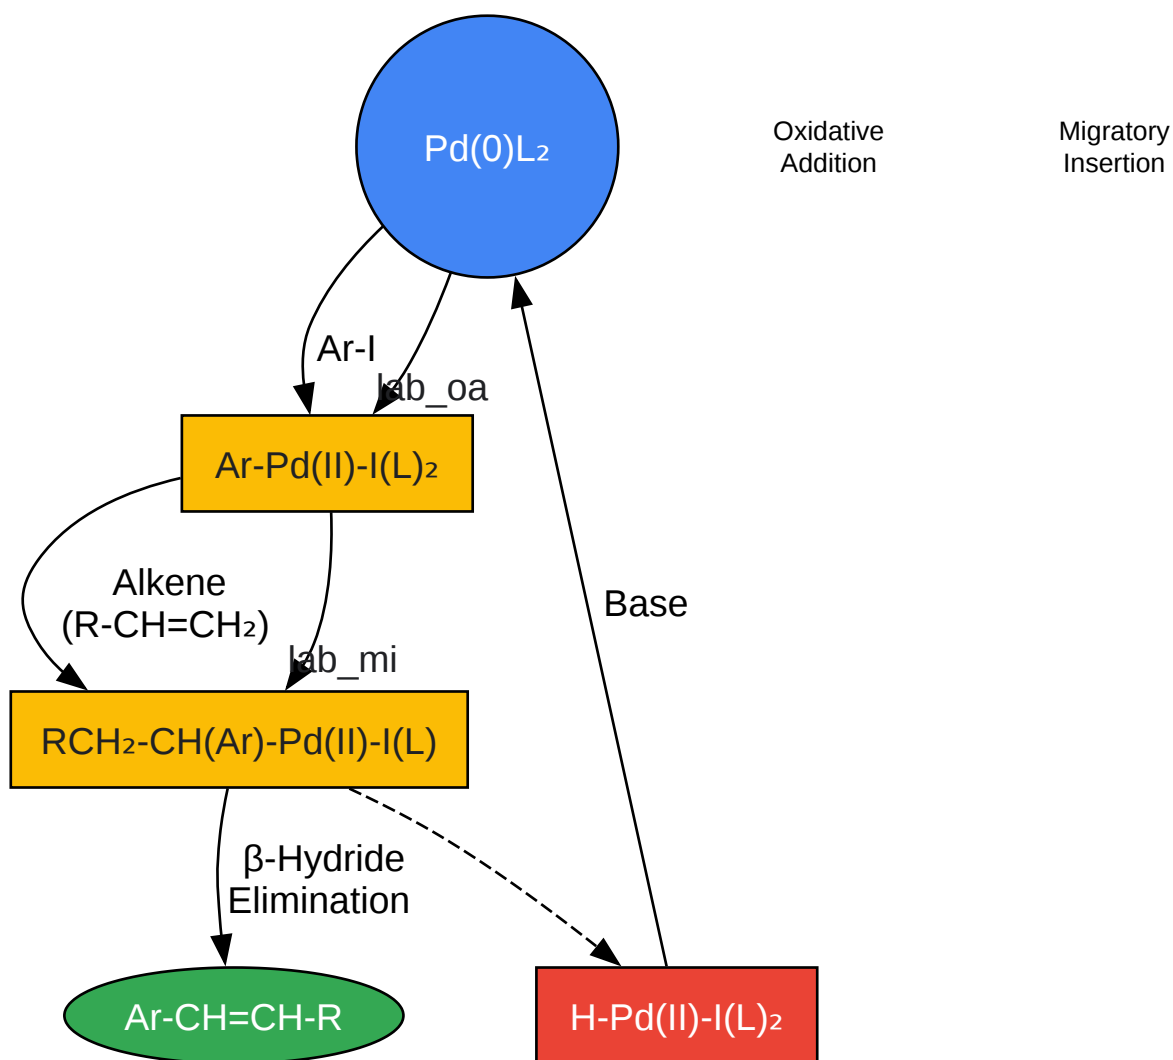 Pd(0)L₂
Oxidative
Addition
Migratory
Insertion
Ar-I
lab_oa
Ar-Pd(II)-I(L)₂
Alkene
(R-CH=CH₂)
Base
lab_mi
RCH₂-CH(Ar)-Pd(II)-I(L)
β-Hydride
Elimination
Ar-CH=CH-R
H-Pd(II)-I(L)₂